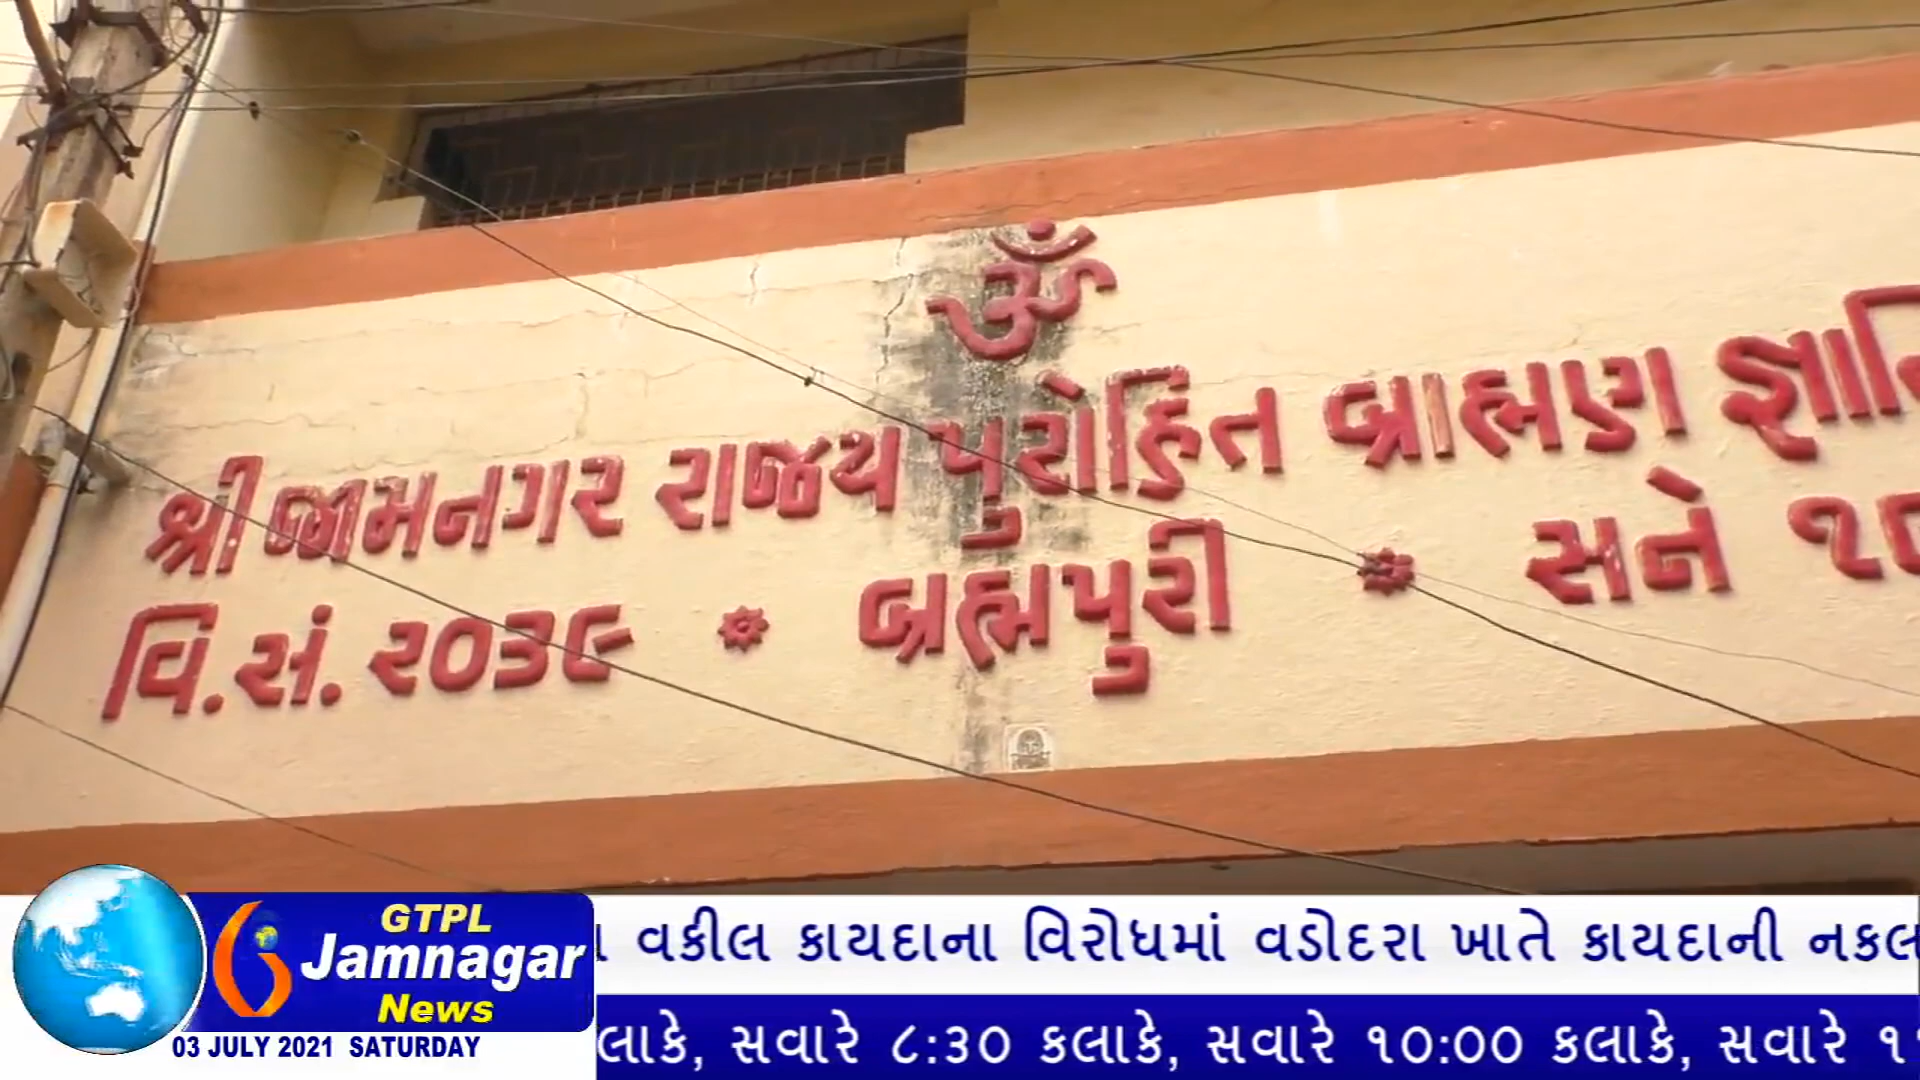 ॐ
શ્રી જામનગર રાજ્ય પુરોહિત બ્રાહ્મણ જ્ઞાતિ
વિ.સં. ૨૦૩૯ બ્રહ્મપુરી સને ૧૯
GTPL
Jamnagar
News
03 JULY 2021 SATURDAY
વકીલ કાયદાના વિરોધમાં વડોદરા ખાતે કાયદાની નકલ
લાકે, સવારે ૮:૩૦ કલાકે, સવારે ૧૦:૦૦ કલાકે, સવારે ૧૧